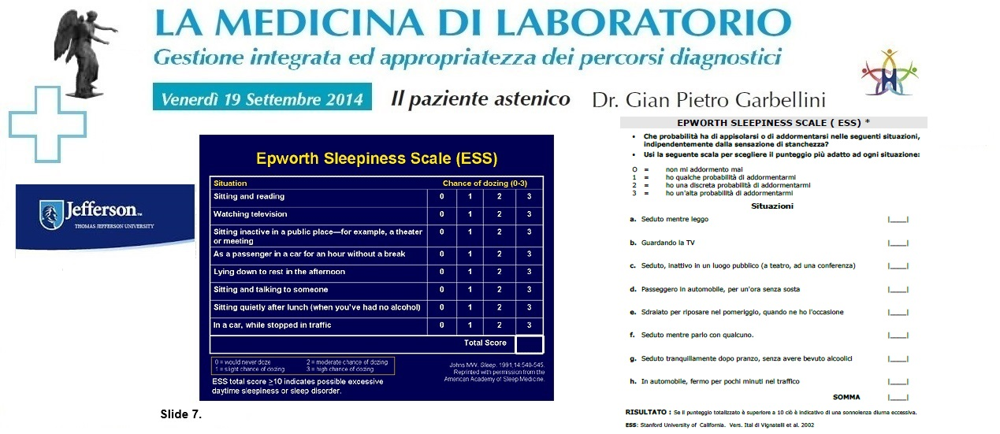 LA MEDICINA DI LABORATORIO
Gestione integrata ed appropriatezza dei percorsi diagnostici
Venerdì 19 Settembre 2014 Il paziente astenico Dr. Gian Pietro Garbellini
H
Jefferson™
THOMAS JEFFERSON UNIVERSITY
Epworth Sleepiness Scale (ESS)
Situation Chance of dozing (0-3)
Sitting and reading 0 1 2 3
Watching television 0 1 2 3
Sitting inactive in a public place—for example, a theater
or meeting 0 1 2 3
As a passenger in a car for an hour without a break 0 1 2 3
Lying down to rest in the afternoon 0 1 2 3
Sitting and talking to someone 0 1 2 3
Sitting quietly after lunch (when you've had no alcohol) 0 1 2 3
In a car, while stopped in traffic 0 1 2 3
Total Score
0 = would never doze 2 = moderate chance of dozing
1 = slight chance of dozing 3 = high chance of dozing
ESS total score ≥10 indicates possible excessive
daytime sleepiness or sleep disorder.
Johns MW. Sleep. 1991;14:540-545.
Reprinted with permission from the
American Academy of Sleep Medicine.
Slide 7.
EPWORTH SLEEPINESS SCALE ( ESS) *
• Che probabilità ha di appisolarsi o di addormentarsi nelle seguenti situazioni,
indipendentemente dalla sensazione di stanchezza?
• Usi la seguente scala per scegliere il punteggio più adatto ad ogni situazione:
0 = non mi addormento mai
1 = ho qualche probabilità di addormentarmi
2 = ho una discreta probabilità di addormentarmi
3 = ho un'alta probabilità di addormentarmi
Situazioni
a. Seduto mentre leggo |____|
b. Guardando la TV |____|
c. Seduto, inattivo in un luogo pubblico (a teatro, ad una conferenza) |____|
d. Passeggero in automobile, per un'ora senza sosta |____|
e. Sdraiato per riposare nel pomeriggio, quando ne ho l'occasione |____|
f. Seduto mentre parlo con qualcuno. |____|
g. Seduto tranquillamente dopo pranzo, senza avere bevuto alcoolici |____|
h. In automobile, fermo per pochi minuti nel traffico |____|
SOMMA |____|
RISULTATO : Se il punteggio totalizzato è superiore a 10 ciò è indicativo di una sonnolenza diurna eccessiva.
ESS: Stanford University of California. Vers. Ital di Vignatelli et al. 2002